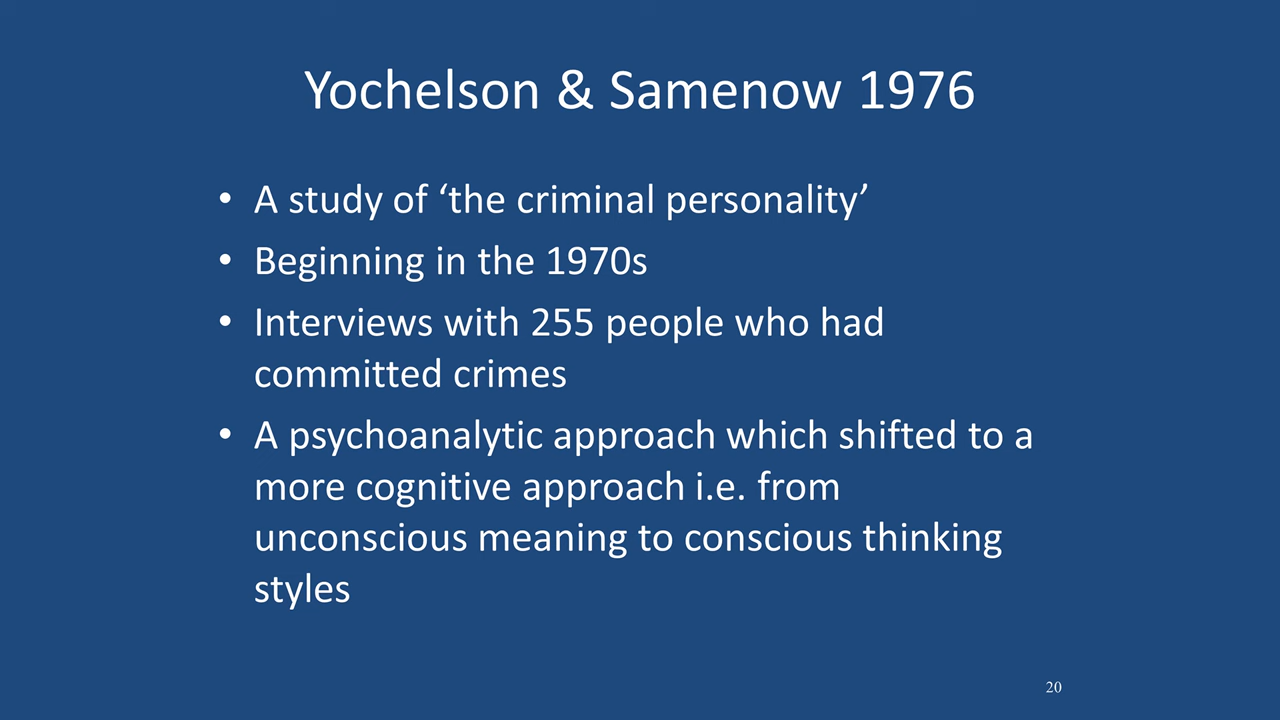 Yochelson & Samenow 1976
• A study of ‘the criminal personality’
• Beginning in the 1970s
• Interviews with 255 people who had
committed crimes
• A psychoanalytic approach which shifted to a
more cognitive approach i.e. from
unconscious meaning to conscious thinking
styles
20